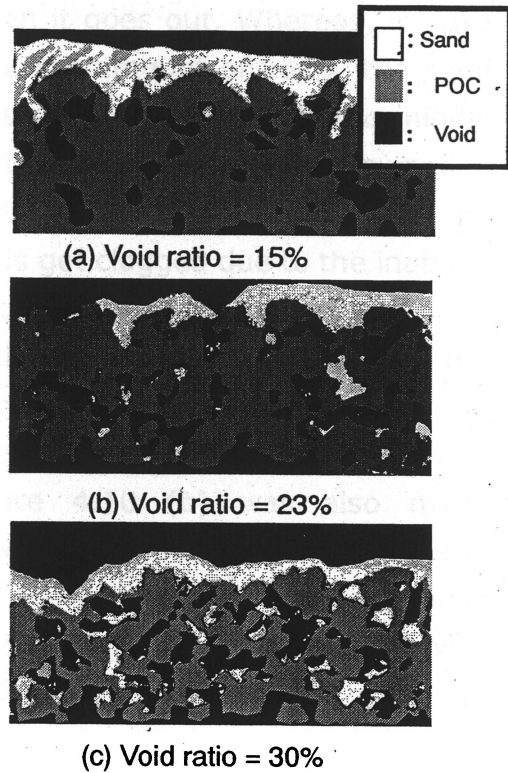 : Sand
: POC
: Void
(a) Void ratio = 15%
(b) Void ratio = 23%
(c) Void ratio = 30%